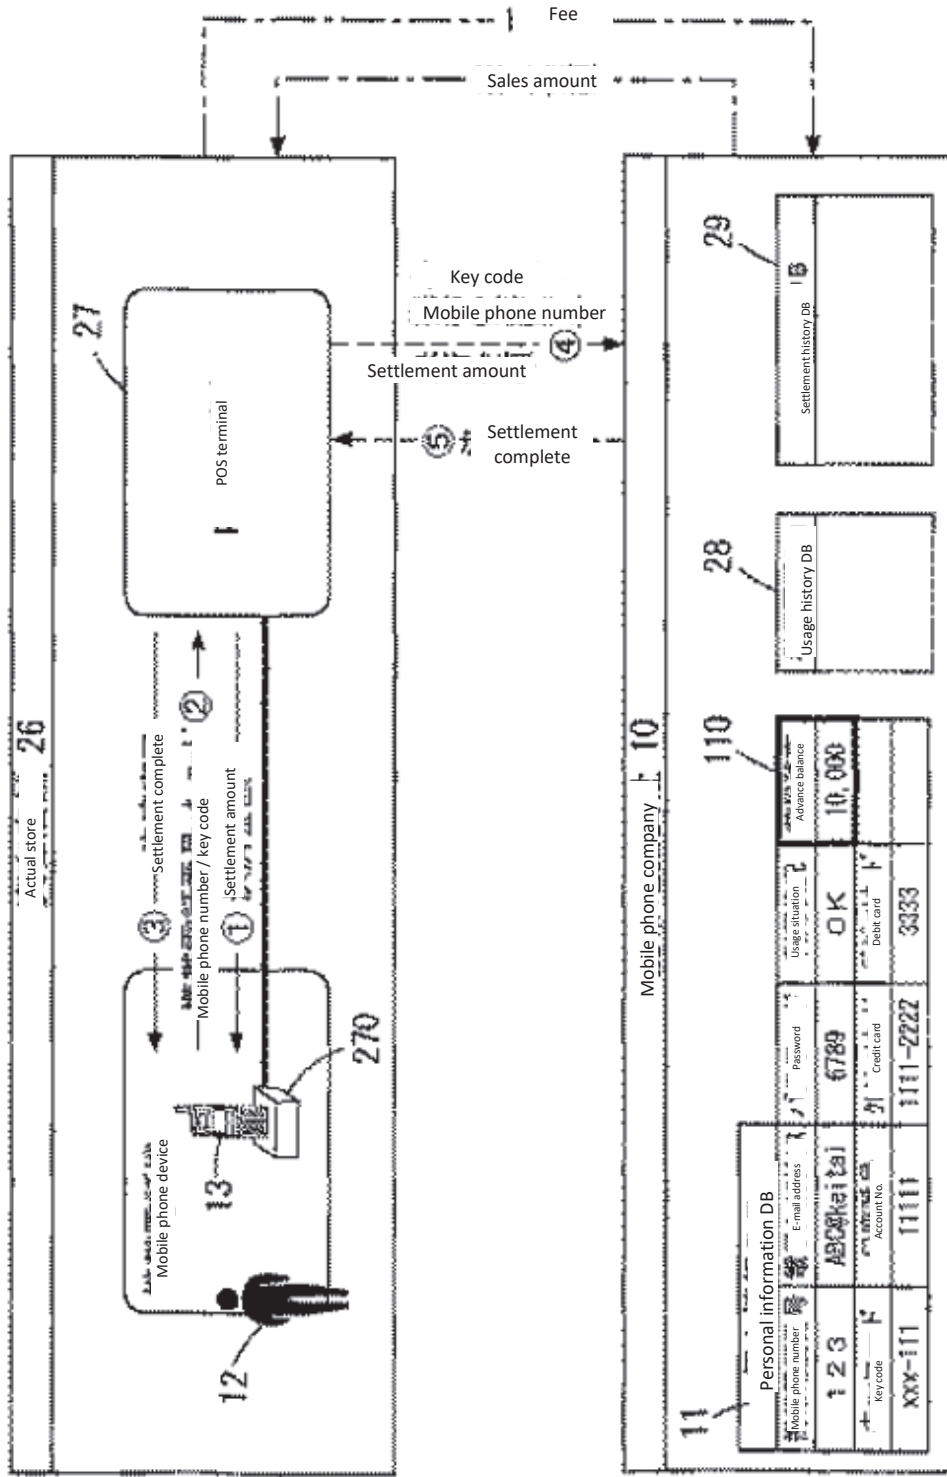 Fee
Sales amount
Actual store 26
27
POS terminal
Key code
Mobile phone number
④
Settlement amount
⑤
Settlement
complete
③ Settlement complete
Mobile phone number / key code ②
① Settlement amount
Mobile phone device
13
270
12
Mobile phone company 10
11
Personal information DB
110
Mobile phone number
E-mail address
Password
Usage situation
Advance balance
123
6789
OK
10,000
Key code
Account No.
Credit card
Debit card
XXX-111
11111
1111-2222
3333
28
Usage history DB
29
Settlement history DB